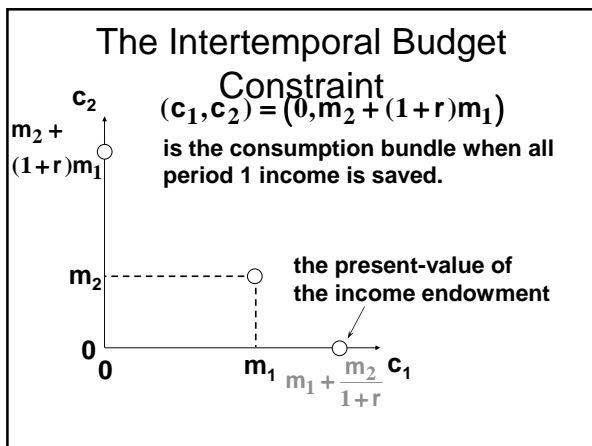 The Intertemporal Budget
Constraint
c₂
(c₁,c₂) = (0,m₂ + (1+r)m₁)
is the consumption bundle when all
period 1 income is saved.
m₂ +
(1+r)m₁
the present-value of
the income endowment
m₂
0
0
m₁
m₁ + m₂/1+r
c₁